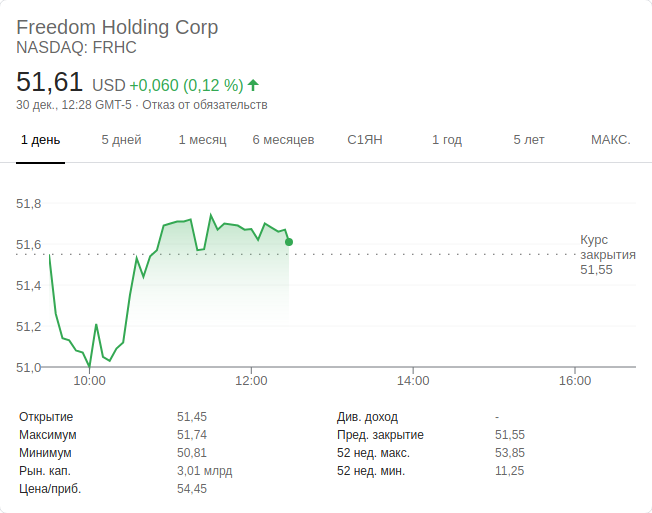 Freedom Holding Corp
NASDAQ: FRHC
51,61 USD +0,060 (0,12 %)
30 дек., 12:28 GMT-5 · Отказ от обязательств
1 день 5 дней 1 месяц 6 месяцев С1ЯН 1 год 5 лет МАКС.
51,8
51,6
51,4
51,2
51,0
Курс
закрытия
51,55
10:00 12:00 14:00 16:00
Открытие 51,45 Див. доход -
Максимум 51,74 Пред. закрытие 51,55
Минимум 50,81 52 нед. макс. 53,85
Рын. кап. 3,01 млрд 52 нед. мин. 11,25
Цена/приб. 54,45